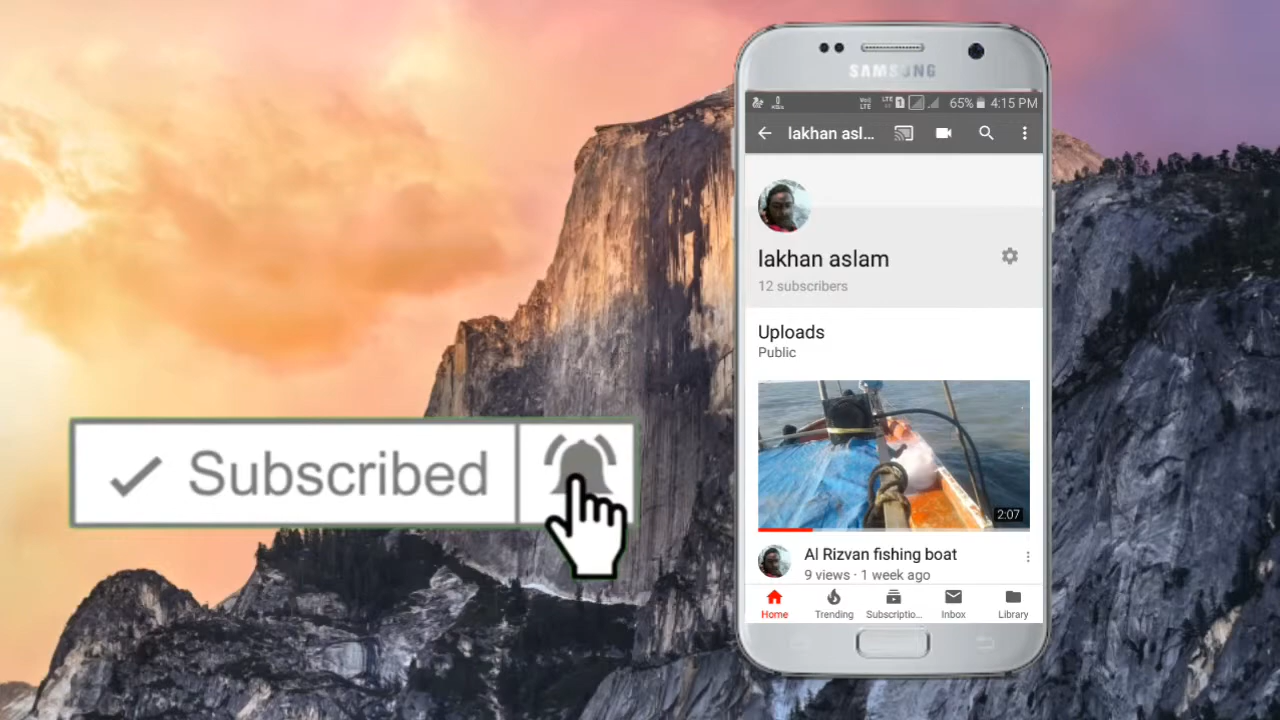 Subscribed
SAMSUNG
65% 4:15 PM
lakhan asl...
lakhan aslam
12 subscribers
Uploads
Public
2:07
Al Rizvan fishing boat
9 views · 1 week ago
Home Trending Subscriptio... Inbox Library